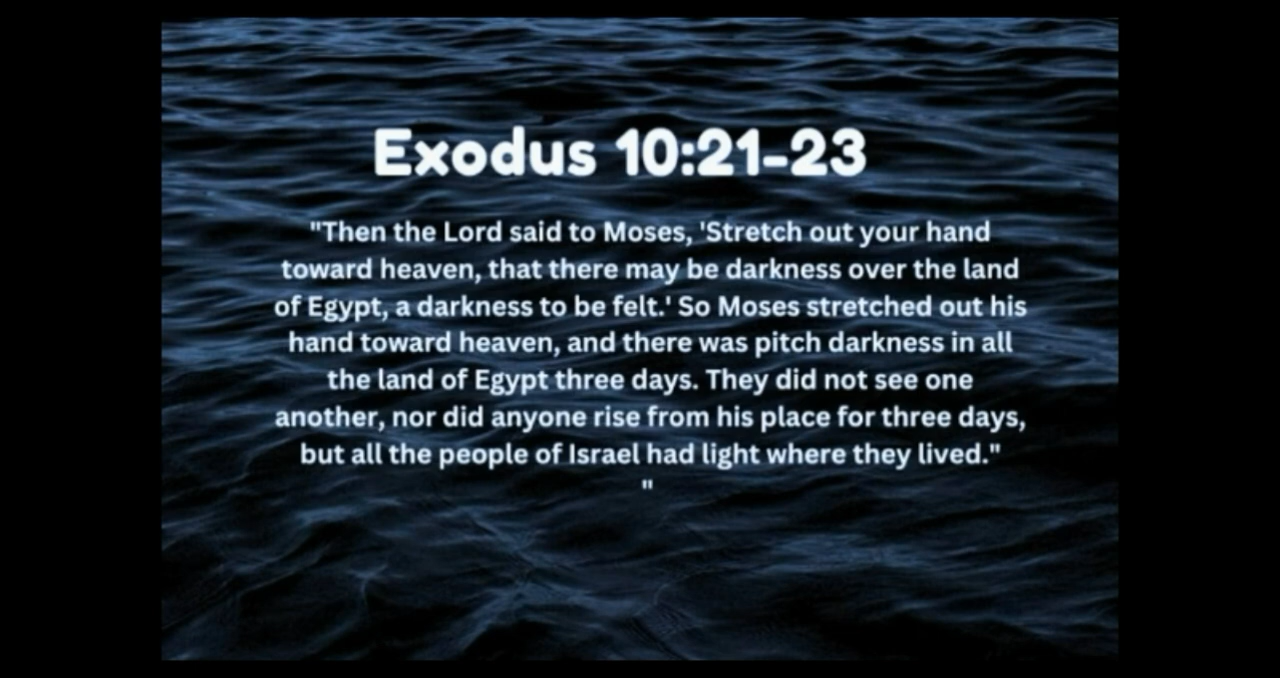 Exodus 10:21-23
"Then the Lord said to Moses, 'Stretch out your hand
toward heaven, that there may be darkness over the land
of Egypt, a darkness to be felt.' So Moses stretched out his
hand toward heaven, and there was pitch darkness in all
the land of Egypt three days. They did not see one
another, nor did anyone rise from his place for three days,
but all the people of Israel had light where they lived."
"